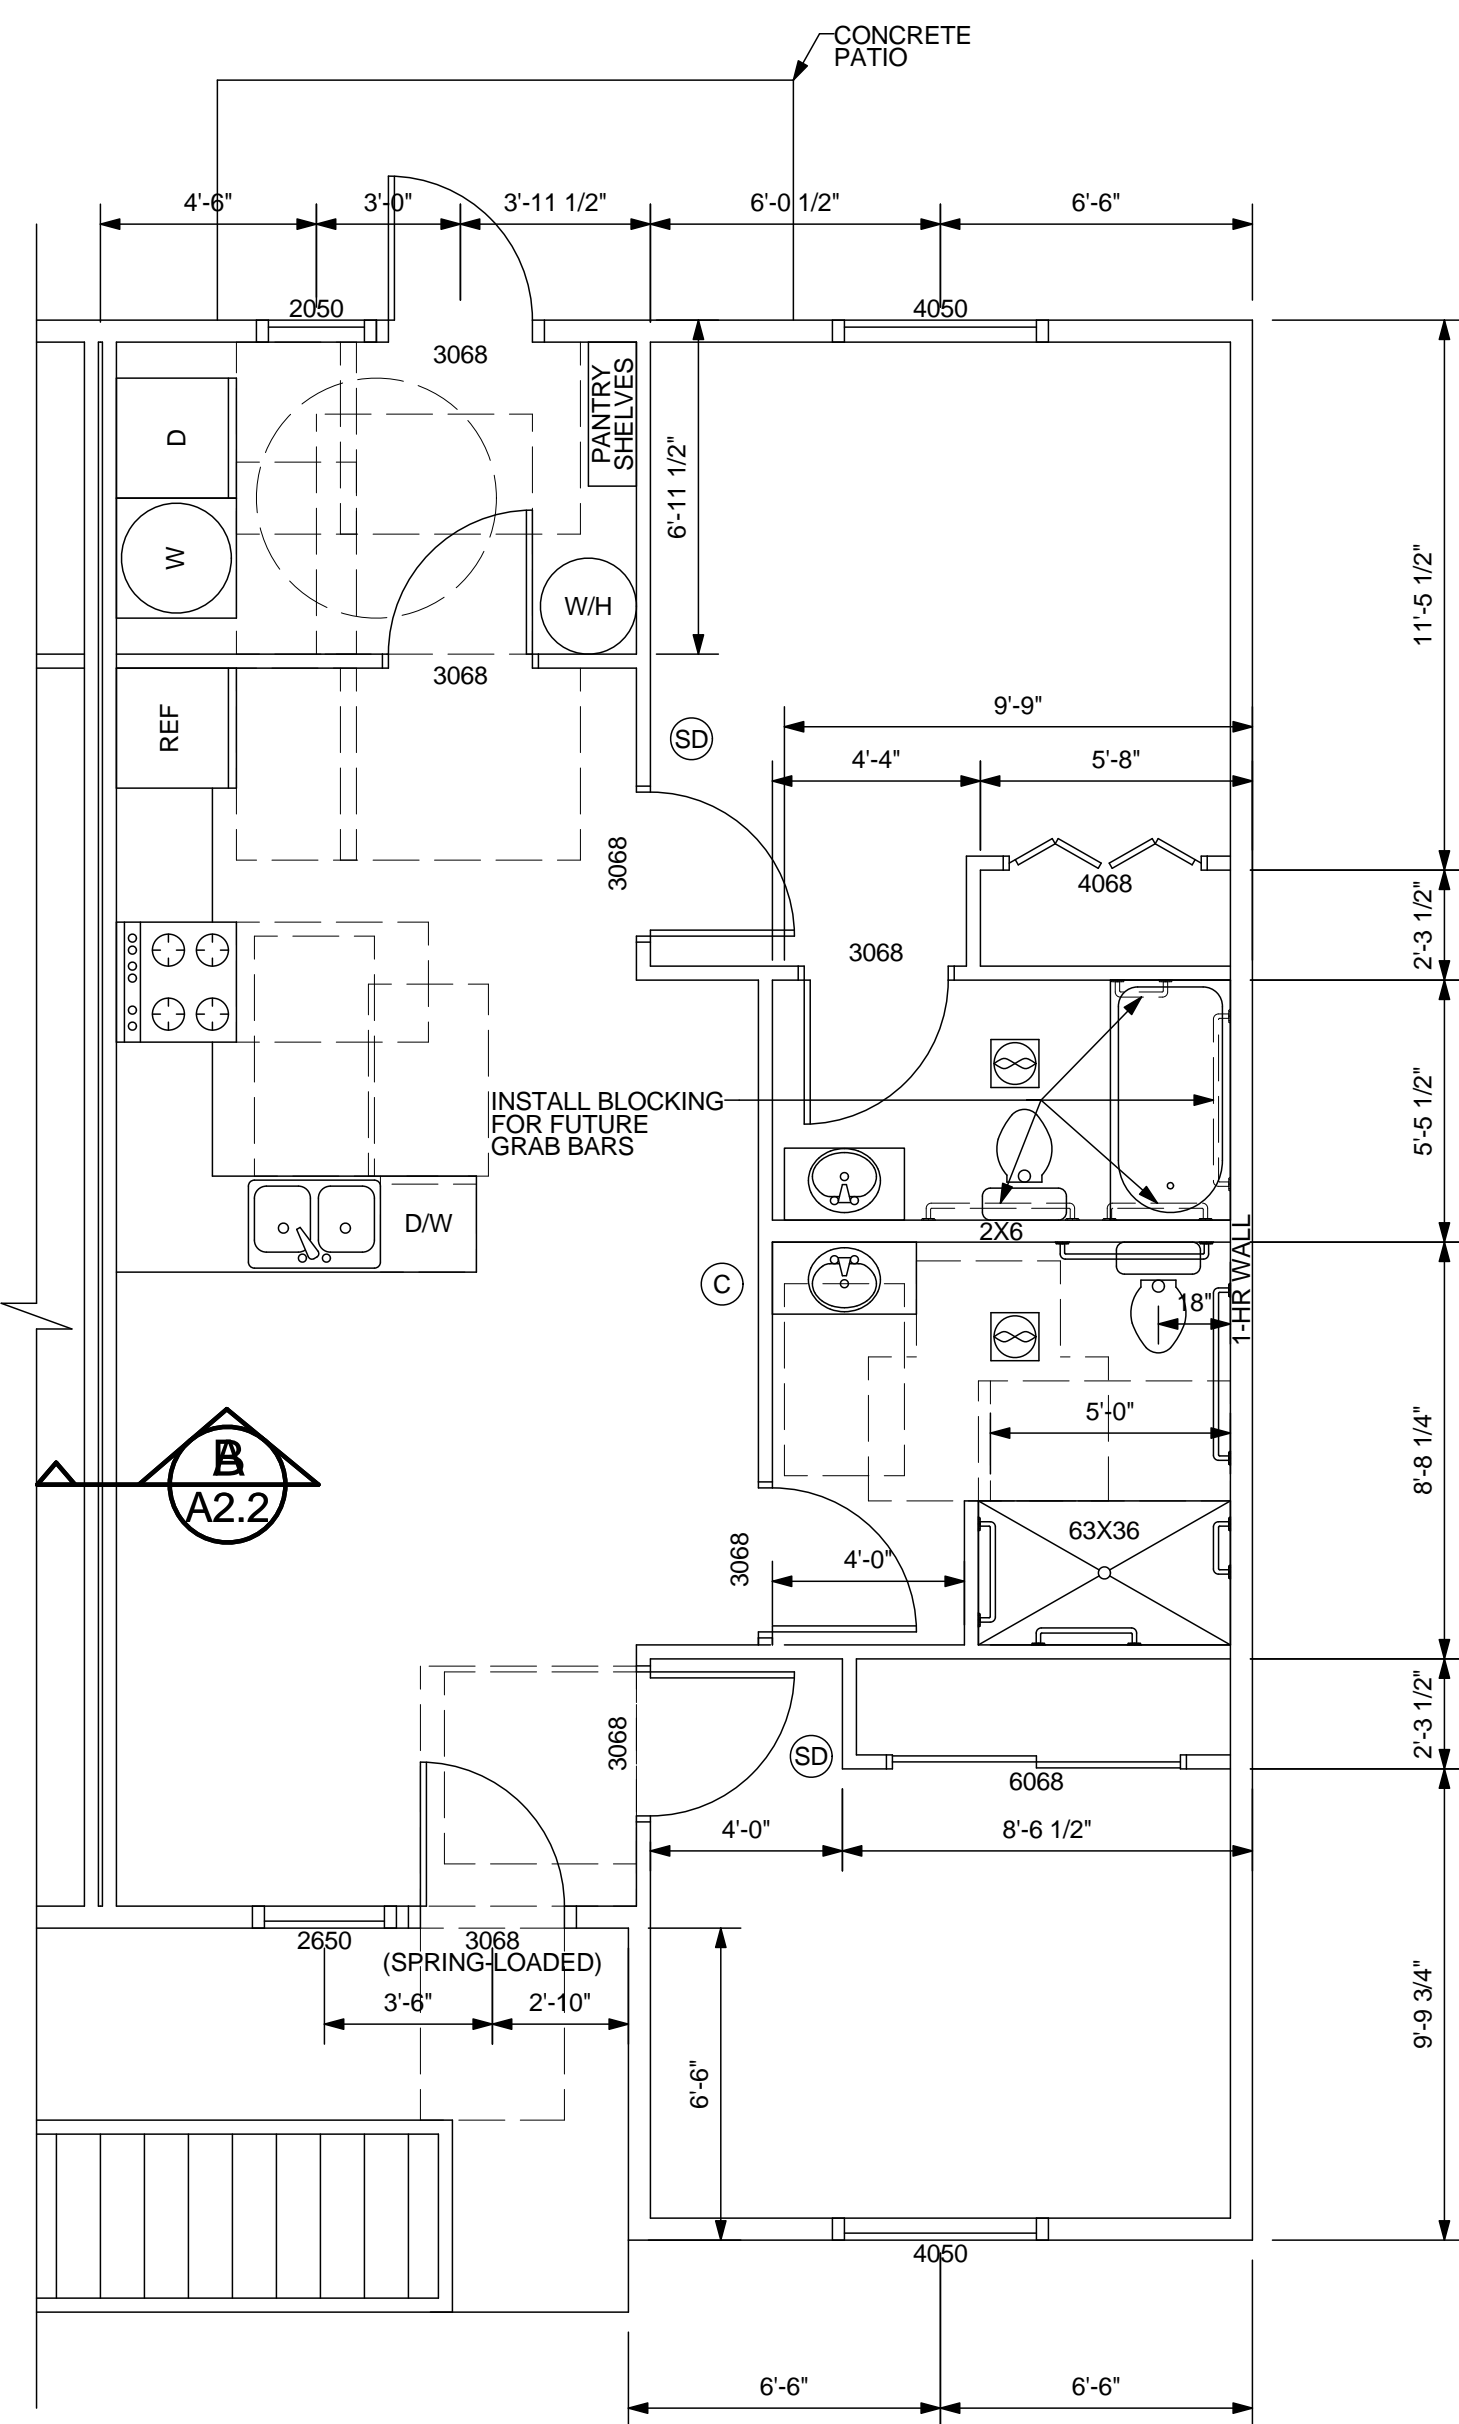 CONCRETE
PATIO
4'-6"
3'-0"
3'-11 1/2"
6'-0 1/2"
6'-6"
2050
4050
3068
PANTRY
SHELVES
D
W
W/H
6'-11 1/2"
11'-5 1/2"
3068
REF
SD
9'-9"
4'-4"
5'-8"
3068
4068
2'-3 1/2"
3068
INSTALL BLOCKING
FOR FUTURE
GRAB BARS
5'-5 1/2"
D/W
2X6
C
18"
1-HR WALL
5'-0"
8'-8 1/4"
A2.2
63X36
3068
4'-0"
3068
SD
2'-3 1/2"
6068
4'-0"
8'-6 1/2"
2650
3068
(SPRING-LOADED)
3'-6"
2'-10"
6'-6"
9'-9 3/4"
4050
6'-6"
6'-6"